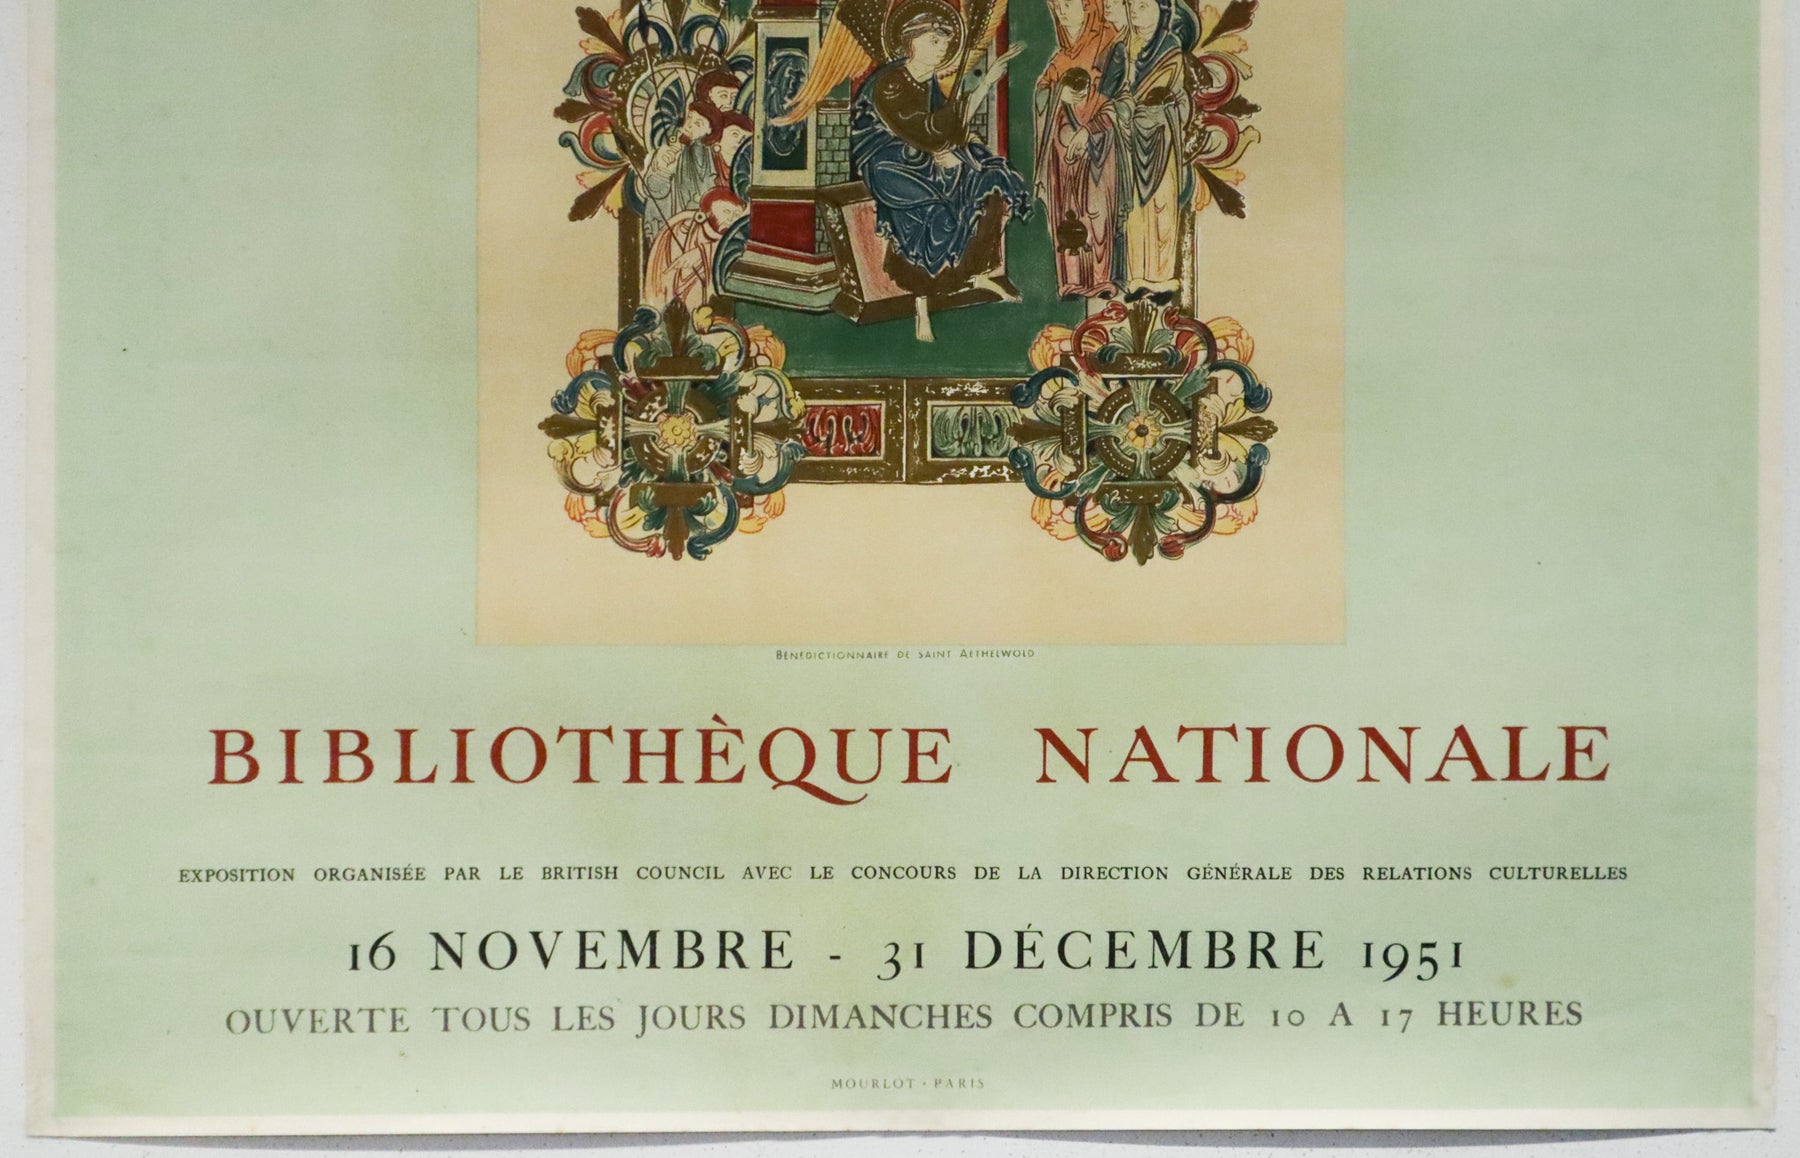 BÉNÉDICTIONNAIRE DE SAINT AETHELWOLD
BIBLIOTHÈQUE NATIONALE
EXPOSITION ORGANISÉE PAR LE BRITISH COUNCIL AVEC LE CONCOURS DE LA DIRECTION GÉNÉRALE DES RELATIONS CULTURELLES
16 NOVEMBRE - 31 DÉCEMBRE 1951
OUVERTE TOUS LES JOURS DIMANCHES COMPRIS DE 10 A 17 HEURES
MOURLOT · PARIS